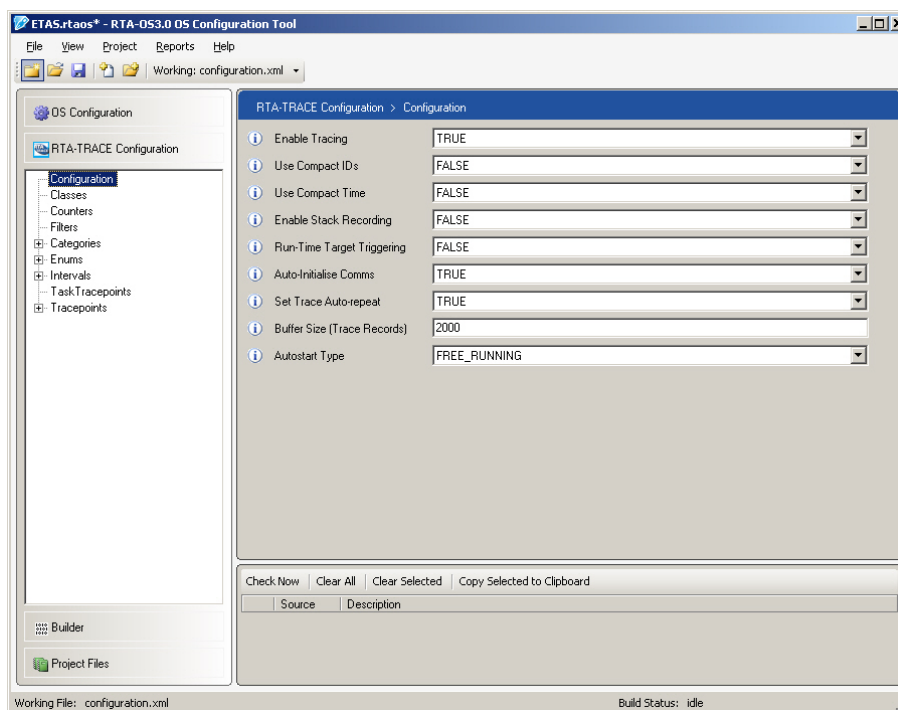 ETAS.rtaos* - RTA-OS3.0 OS Configuration Tool
File View Project Reports Help
Working: configuration.xml
OS Configuration
RTA-TRACE Configuration
Configuration
Classes
Counters
Filters
Categories
Enums
Intervals
TaskTracepoints
Tracepoints
Builder
Project Files
RTA-TRACE Configuration > Configuration
Enable Tracing TRUE
Use Compact IDs FALSE
Use Compact Time FALSE
Enable Stack Recording FALSE
Run-Time Target Triggering FALSE
Auto-Initialise Comms TRUE
Set Trace Auto-repeat TRUE
Buffer Size (Trace Records) 2000
Autostart Type FREE_RUNNING
Check Now Clear All Clear Selected Copy Selected to Clipboard
Source Description
Working File: configuration.xml Build Status: idle